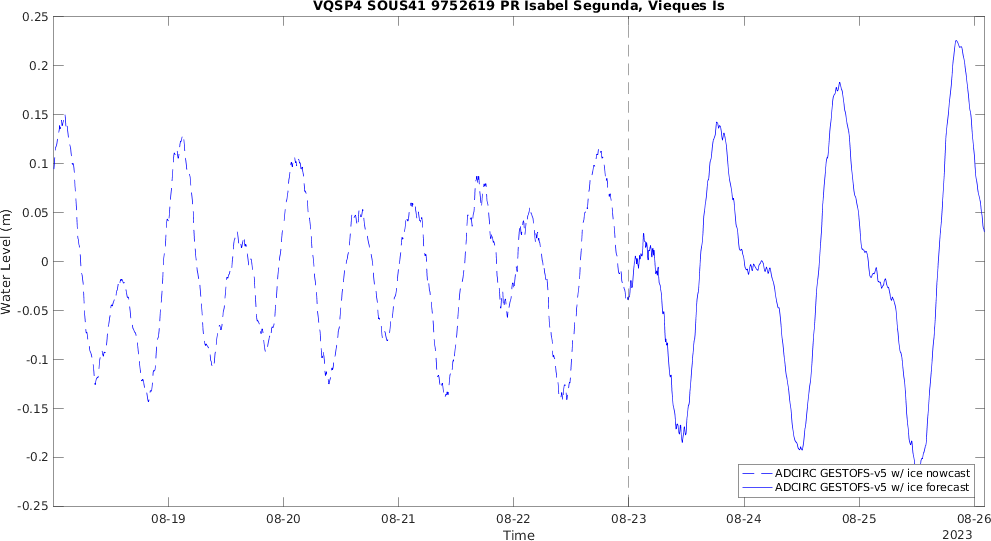 VQSP4 SOUS41 9752619 PR Isabel Segunda, Vieques Is
0.25
0.2
0.15
0.1
0.05
0
-0.05
-0.1
-0.15
-0.2
-0.25
Water Level (m)
08-19 08-20 08-21 08-22 08-23 08-24 08-25 08-26
2023
Time
ADCIRC GESTOFS-v5 w/ ice nowcast
ADCIRC GESTOFS-v5 w/ ice forecast